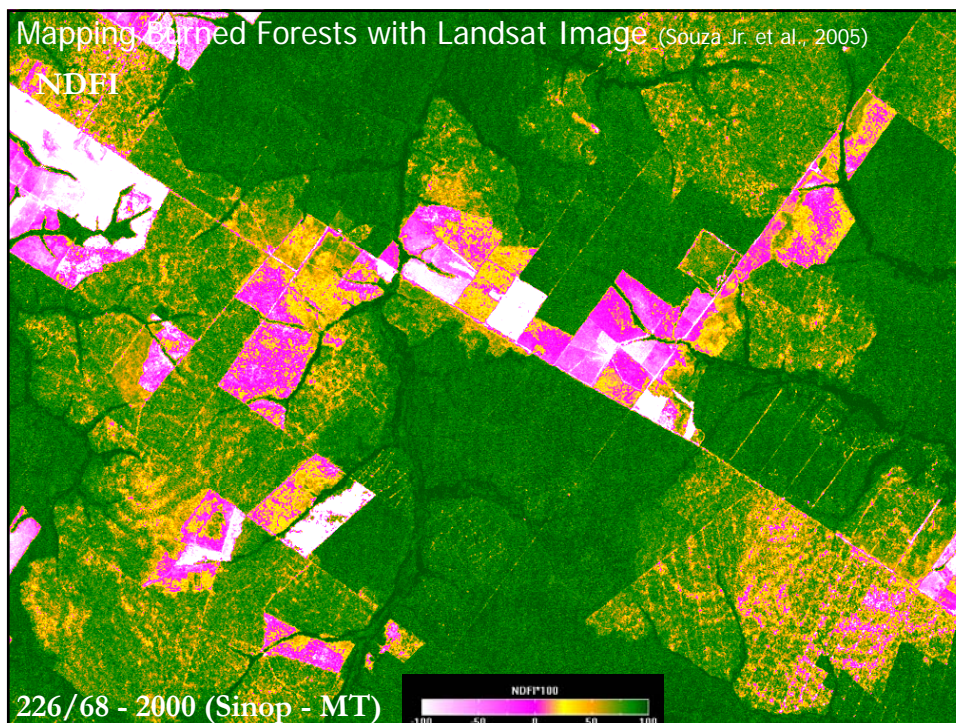 Mapping Burned Forests with Landsat Image (Souza Jr. et al., 2005)
NDFI
226/68 - 2000 (Sinop - MT)
NDFI*100
-100 -50 0 50 100